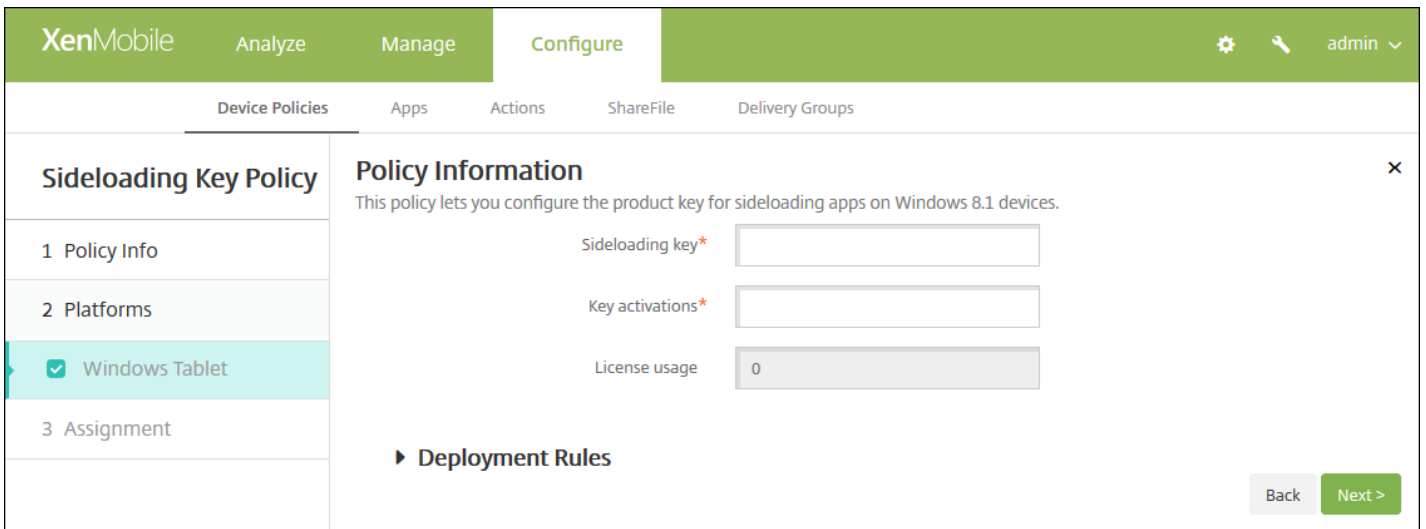 XenMobile Analyze Manage Configure admin
Device Policies Apps Actions ShareFile Delivery Groups
Sideloading Key Policy
1 Policy Info
2 Platforms
Windows Tablet
3 Assignment
Policy Information
This policy lets you configure the product key for sideloading apps on Windows 8.1 devices.
Sideloading key*
Key activations*
License usage 0
Deployment Rules
Back Next >